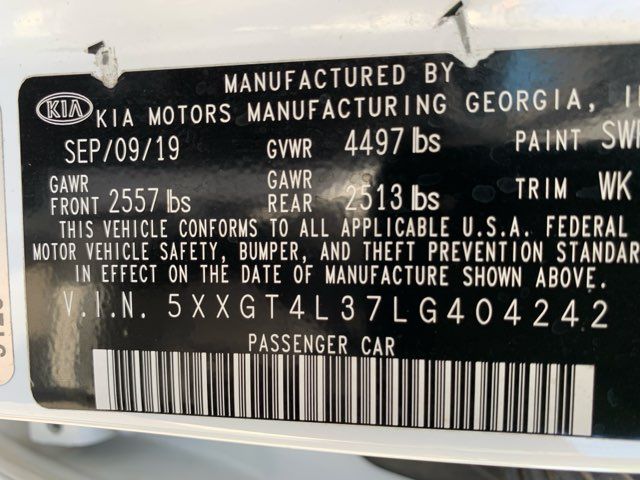 MANUFACTURED BY
KIA KIA MOTORS MANUFACTURING GEORGIA,
SEP/09/19 GVWR 4497 lbs PAINT
GAWR FRONT 2557 lbs GAWR REAR 2513 lbs TRIM WK
THIS VEHICLE CONFORMS TO ALL APPLICABLE U.S.A. FEDERAL
MOTOR VEHICLE SAFETY, BUMPER, AND THEFT PREVENTION STANDAR
IN EFFECT ON THE DATE OF MANUFACTURE SHOWN ABOVE.
V.I.N. 5XXGT4L37LG404242
PASSENGER CAR